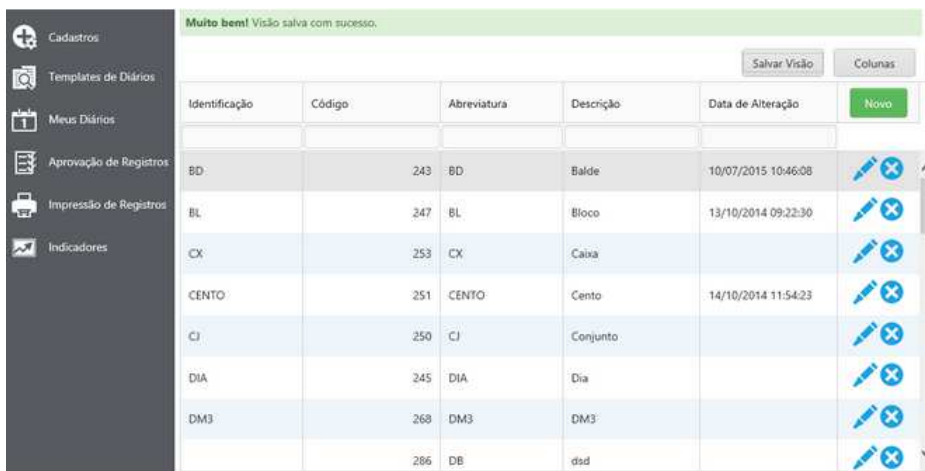 Muito bem! Visão salva com sucesso.
Cadastros
Templates de Diários
Meus Diários
Aprovação de Registros
Impressão de Registros
Indicadores
Salvar Visão Colunas
Identificação Código Abreviatura Descrição Data de Alteração Novo
BD 243 BD Balde 10/07/2015 10:46:08
BL 247 BL Bloco 13/10/2014 09:22:30
CX 253 CX Caixa
CENTO 251 CENTO Cento 14/10/2014 11:54:23
CJ 250 CJ Conjunto
DIA 245 DIA Dia
DM3 268 DM3 DM3
286 DB dsd